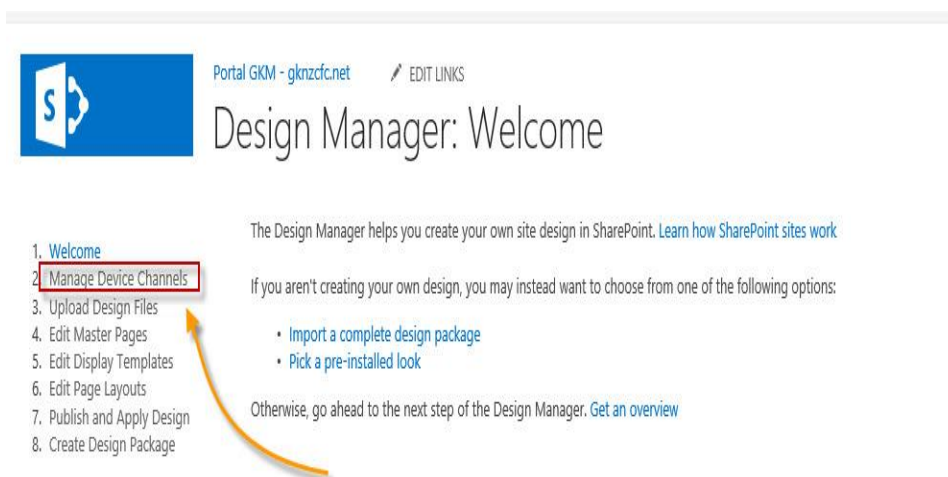 S
Portal GKM - gknzcfc.net EDIT LINKS
Design Manager: Welcome
1. Welcome
2. Manage Device Channels
3. Upload Design Files
4. Edit Master Pages
5. Edit Display Templates
6. Edit Page Layouts
7. Publish and Apply Design
8. Create Design Package
The Design Manager helps you create your own site design in SharePoint. Learn how SharePoint sites work
If you aren't creating your own design, you may instead want to choose from one of the following options:
• Import a complete design package
• Pick a pre-installed look
Otherwise, go ahead to the next step of the Design Manager. Get an overview